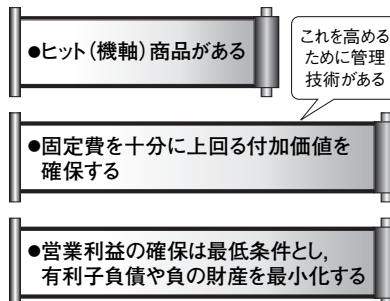 ●ヒット(機軸)商品がある
これを高める
ために管理
技術がある
●固定費を十分に上回る付加価値を
確保する
●営業利益の確保は最低条件とし,
有利子負債や負の財産を最小化する